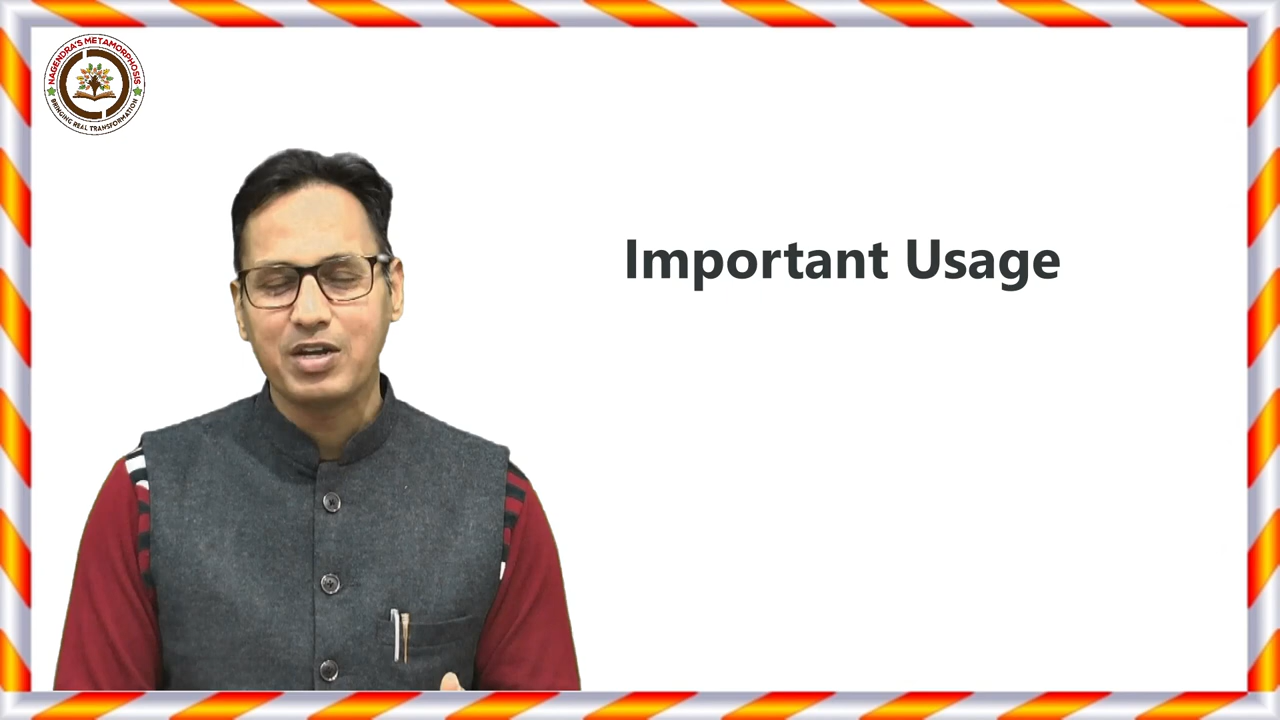 NAGENDRA'S METAMORPHOSIS
BRINGING REAL TRANSFORMATION
Important Usage